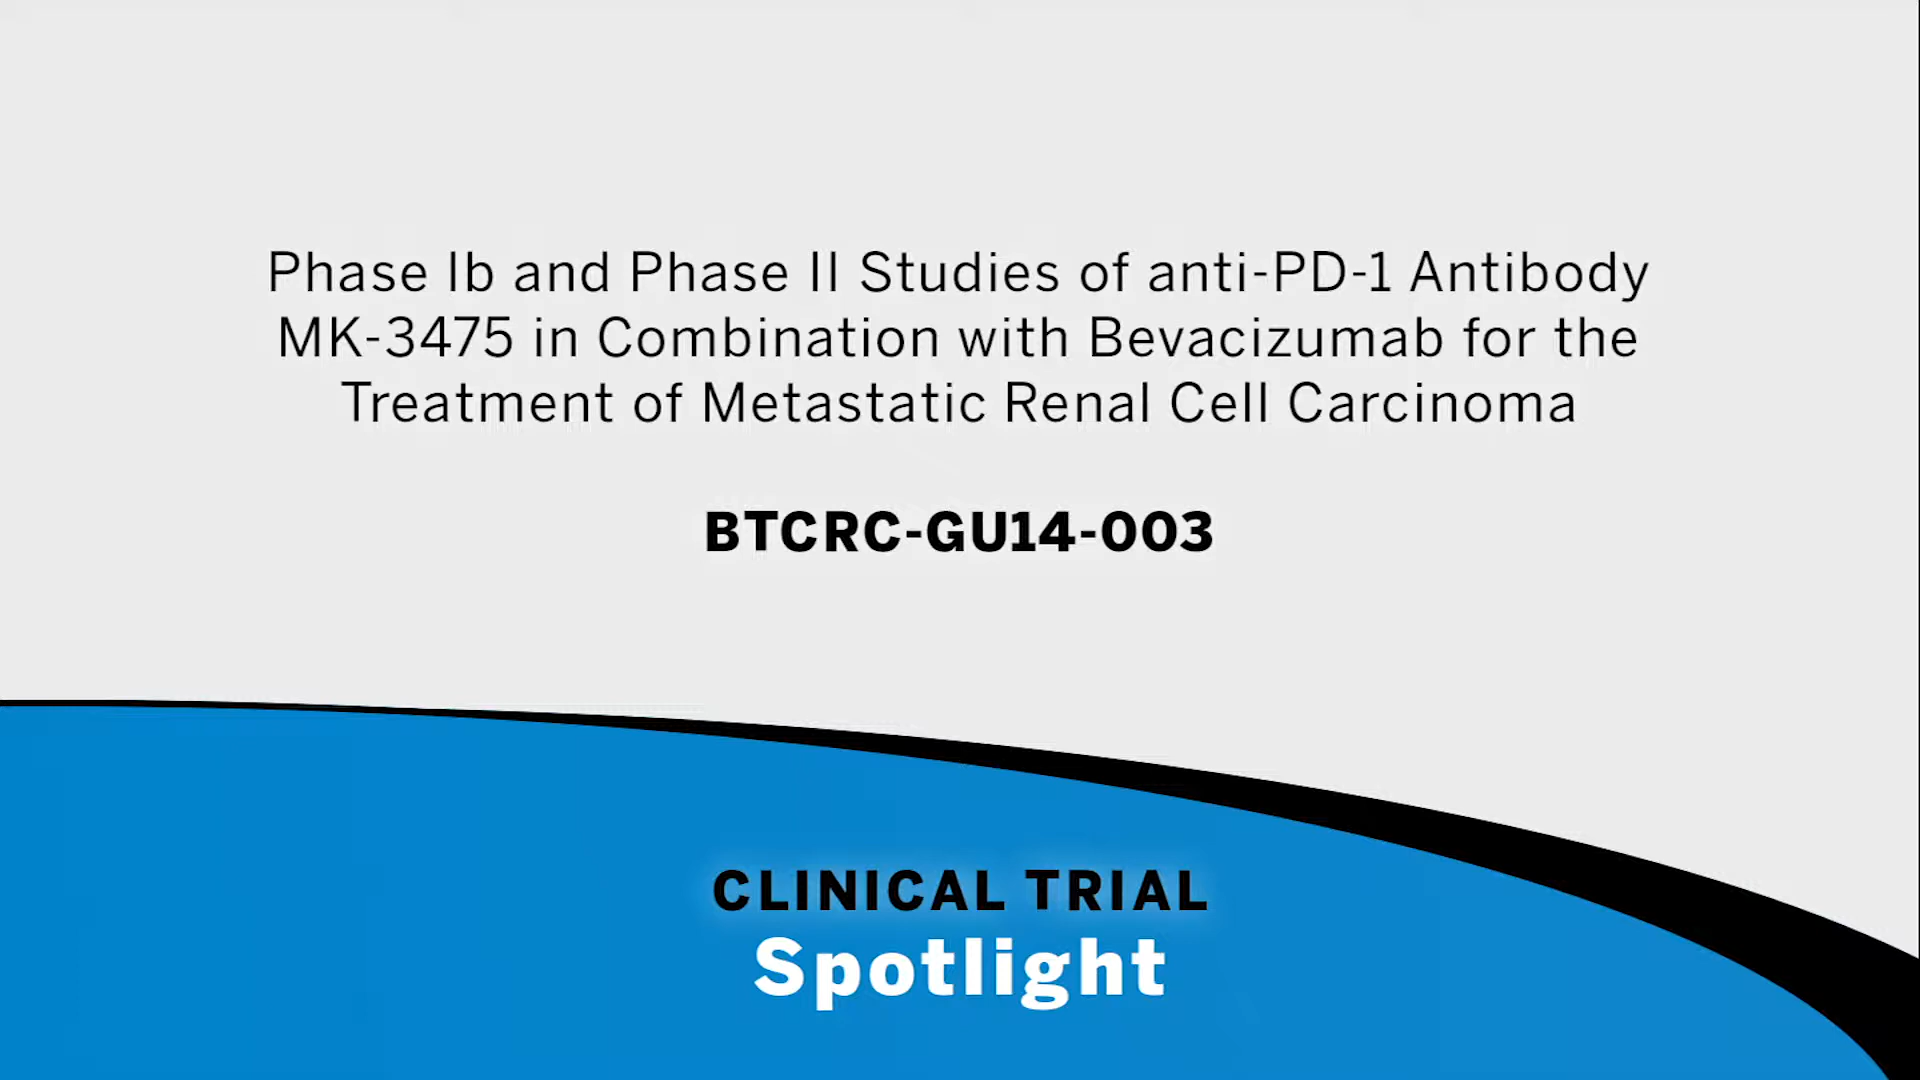 Phase Ib and Phase II Studies of anti-PD-1 Antibody
MK-3475 in Combination with Bevacizumab for the
Treatment of Metastatic Renal Cell Carcinoma
BTCRC-GU14-003
CLINICAL TRIAL
Spotlight